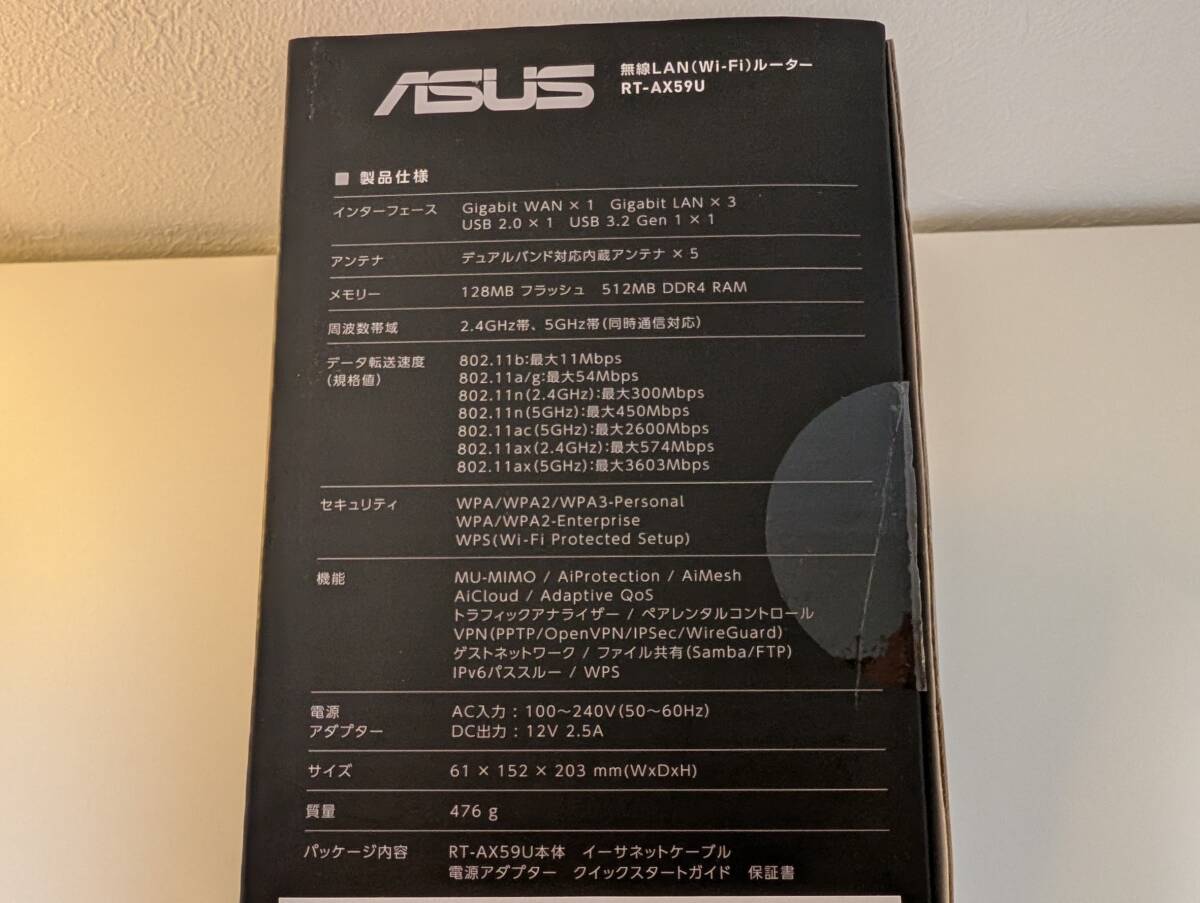 ASUS
無線LAN(Wi-Fi)ルーター
RT-AX59U
■ 製品仕様
インターフェース Gigabit WAN × 1 Gigabit LAN × 3
USB 2.0 × 1 USB 3.2 Gen 1 × 1
アンテナ デュアルバンド対応内蔵アンテナ × 5
メモリー 128MB フラッシュ 512MB DDR4 RAM
周波数帯域 2.4GHz帯、5GHz帯(同時通信対応)
データ転送速度 802.11b:最大11Mbps
(規格値) 802.11a/g:最大54Mbps
802.11n(2.4GHz):最大300Mbps
802.11n(5GHz):最大450Mbps
802.11ac(5GHz):最大2600Mbps
802.11ax(2.4GHz):最大574Mbps
802.11ax(5GHz):最大3603Mbps
セキュリティ WPA/WPA2/WPA3-Personal
WPA/WPA2-Enterprise
WPS(Wi-Fi Protected Setup)
機能 MU-MIMO / AiProtection / AiMesh
AiCloud / Adaptive QoS
トラフィックアナライザー / ペアレンタルコントロール
VPN(PPTP/OpenVPN/IPSec/WireGuard)
ゲストネットワーク / ファイル共有(Samba/FTP)
IPv6パススルー / WPS
電源 AC入力 : 100～240V(50～60Hz)
アダプター DC出力 : 12V 2.5A
サイズ 61 × 152 × 203 mm(WxDxH)
質量 476 g
パッケージ内容 RT-AX59U本体 イーサネットケーブル
電源アダプター クイックスタートガイド 保証書